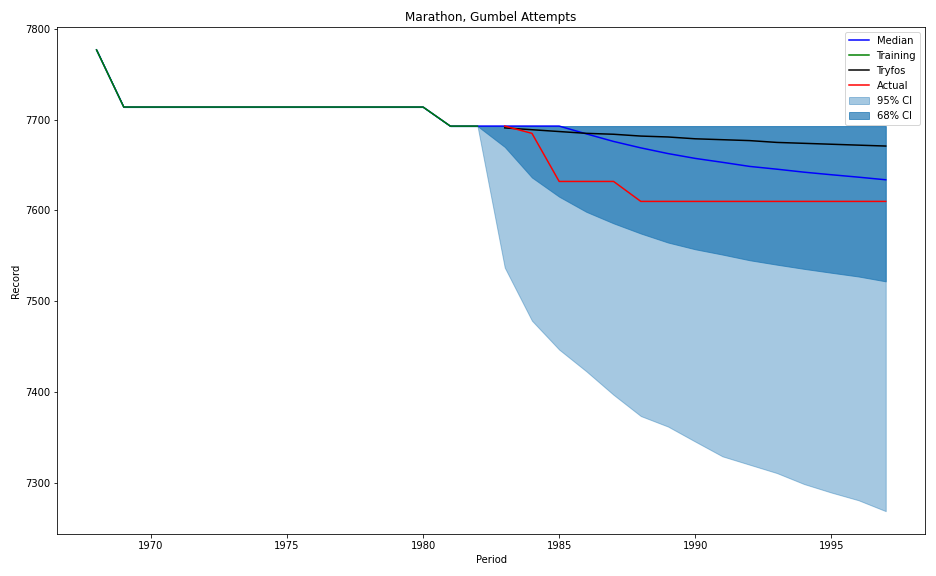 Marathon, Gumbel Attempts
7800
7700
7600
7500
7400
7300
Record
1970
1975
1980
1985
1990
1995
Period
Median
Training
Tryfos
Actual
95% CI
68% CI